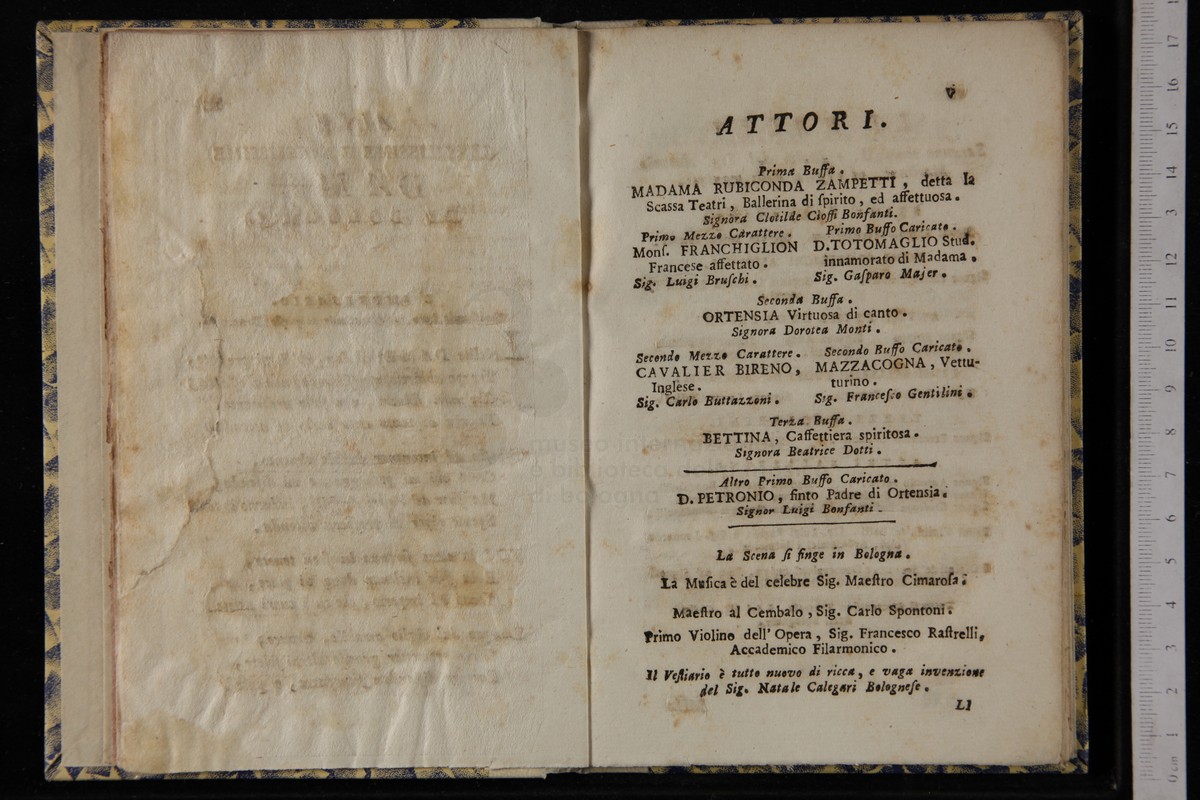 v
ATTORI.
Prima Buffa.
MADAMA RUBICONDA ZAMPETTI, detta la
Scassa Teatri, Ballerina di ſpirito, ed affettuosa.
Signora Clotilde Cioffi Bonfanti.
Primo Mezzo Carattere.
Monſ. FRANCHIGLION
Francese affettato.
Sig. Luigi Bruſchi.
Primo Buffo Caricato.
D. TOTOMAGLIO Stud.
innamorato di Madama.
Sig. Gaſparo Majer.
Seconda Buffa.
ORTENSIA Virtuosa di canto.
Signora Dorotea Monti.
Secondo Mezzo Carattere.
CAVALIER BIRENO,
Inglese.
Sig. Carlo Buttazzoni.
Secondo Buffo Caricato.
MAZZACOGNA, Vettu-
turino.
Sig. Franceſco Gentilini.
Terza Buffa.
BETTINA, Caffettiera spiritosa.
Signora Beatrice Dotti.
Altro Primo Buffo Caricato.
D. PETRONIO, finto Padre di Ortensia.
Signor Luigi Bonfanti.
La Scena ſi finge in Bologna.
La Muſica è del celebre Sig. Maeſtro Cimaroſa.
Maeſtro al Cembalo, Sig. Carlo Spontoni.
Primo Violino dell' Opera, Sig. Francesco Raſtrelli,
Accademico Filarmonico.
Il Veſtiario è tutto nuovo di ricca, e vaga invenzione
del Sig. Natale Calegari Bologneſe.
LI